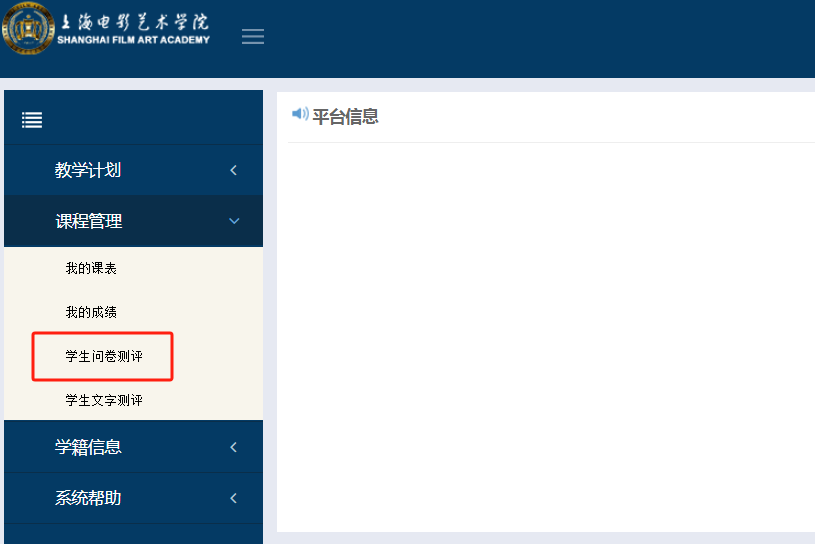 上海电影艺术学院
SHANGHAI FILM ART ACADEMY
平台信息
教学计划
课程管理
我的课表
我的成绩
学生问卷测评
学生文字测评
学籍信息
系统帮助